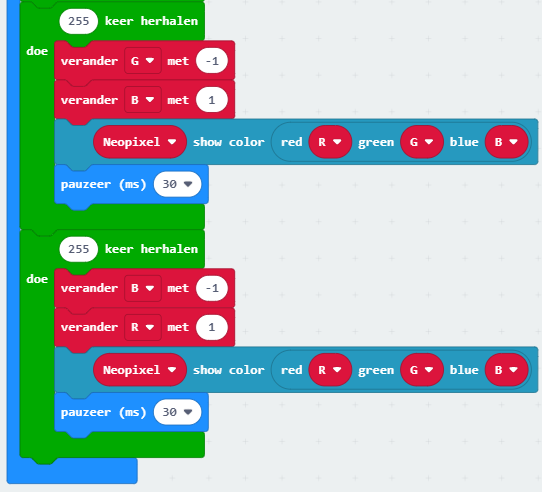 255 keer herhalen
doe
verander G met -1
verander B met 1
Neopixel show color red R green G blue B
pauzeer (ms) 30
255 keer herhalen
doe
verander B met -1
verander R met 1
Neopixel show color red R green G blue B
pauzeer (ms) 30